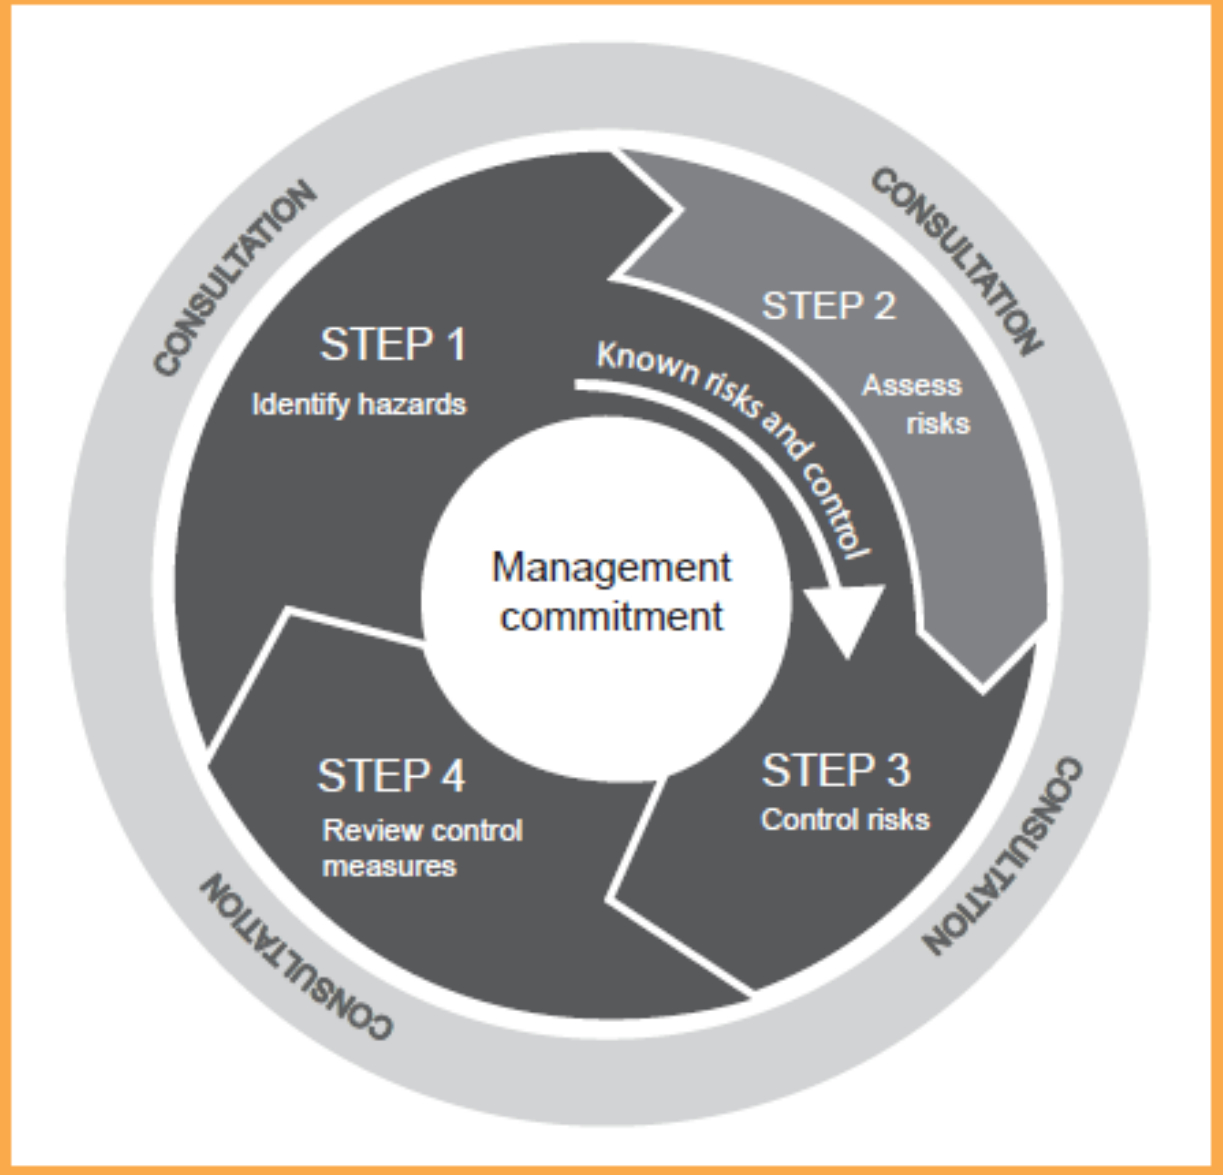 CONSULTATION
CONSULTATION
STEP 1
Identify hazards
STEP 2
Assess
risks
Known risks and control
Management
commitment
STEP 3
Control risks
STEP 4
Review control
measures
CONSULTATION
CONSULTATION